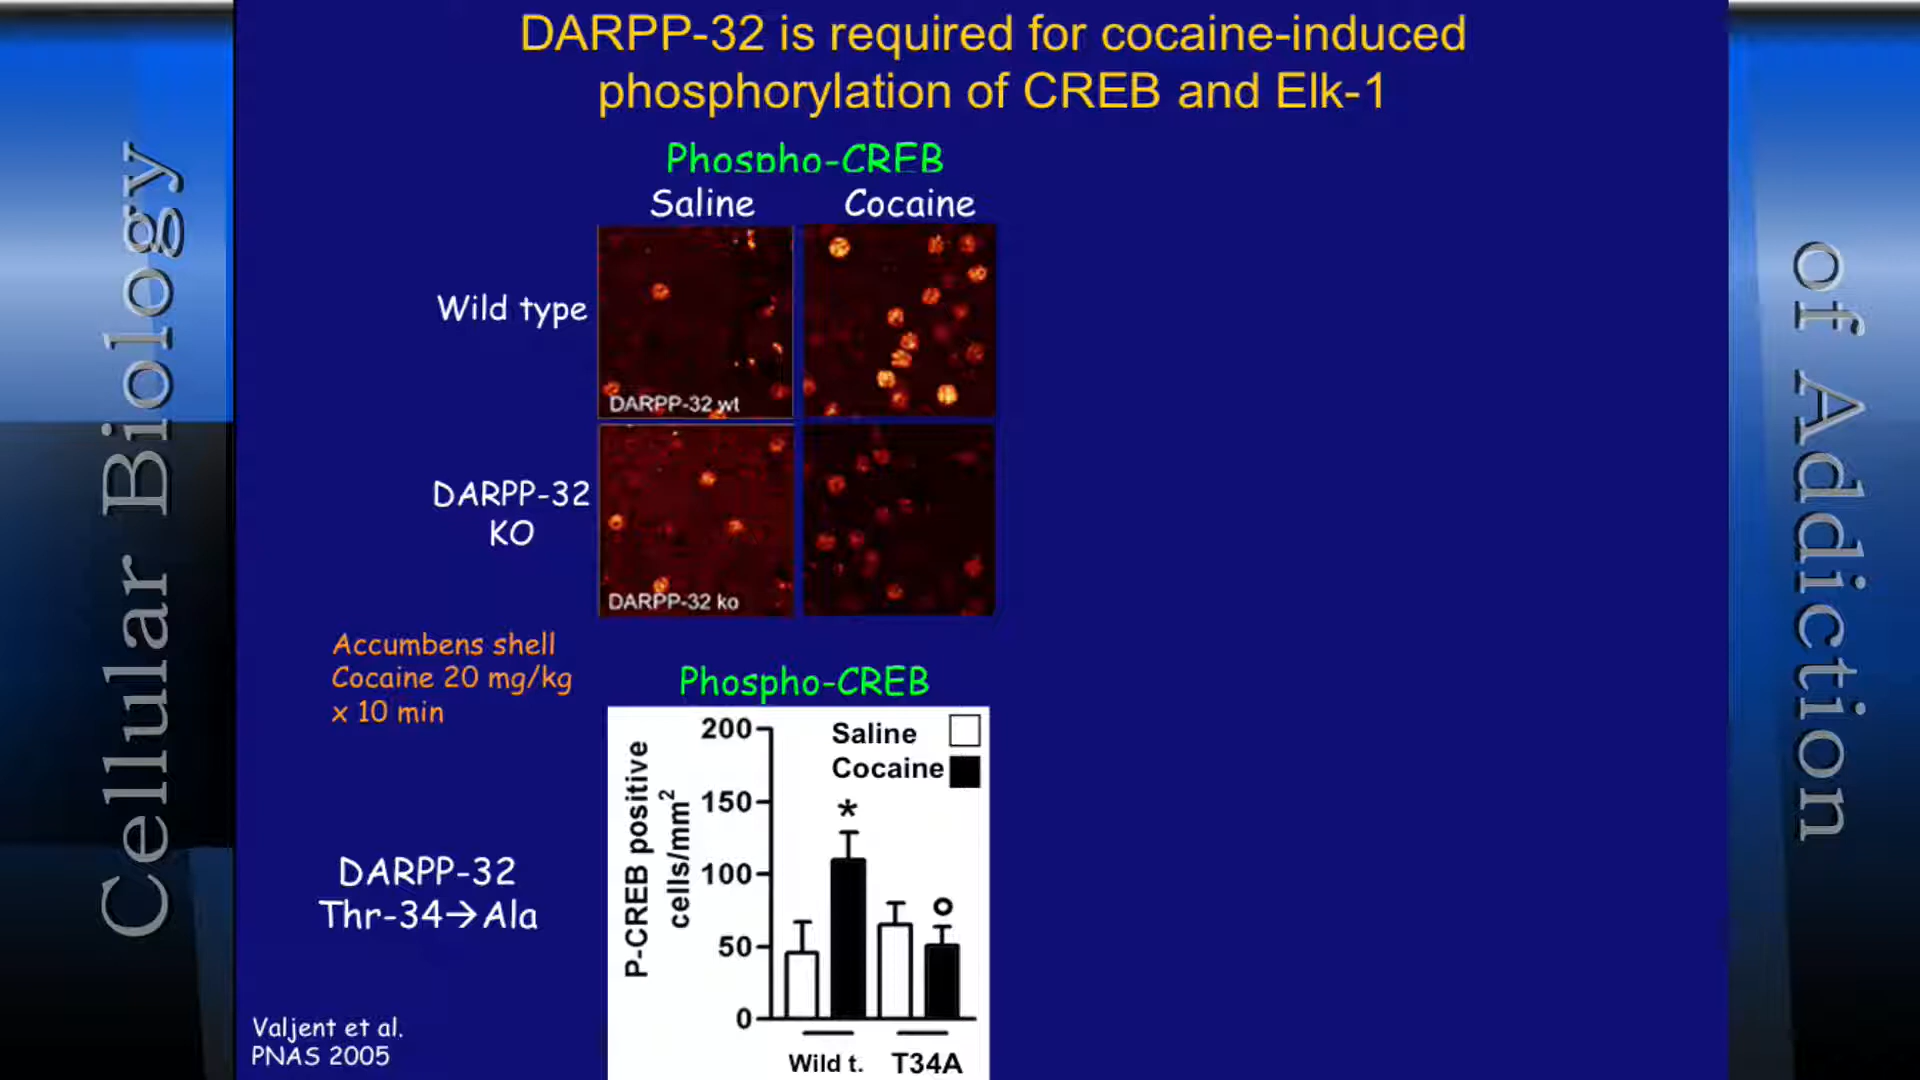 DARPP-32 is required for cocaine-induced
phosphorylation of CREB and Elk-1
Cellular Biology
of Addiction
Phospho-CREB
Saline Cocaine
Wild type
DARPP-32 wt
DARPP-32
KO
DARPP-32 ko
Accumbens shell
Cocaine 20 mg/kg
x 10 min
Phospho-CREB
P-CREB positive
cells/mm²
200
150
100
50
0
Saline
Cocaine
*
Wild t. T34A
DARPP-32
Thr-34→Ala
Valjent et al.
PNAS 2005